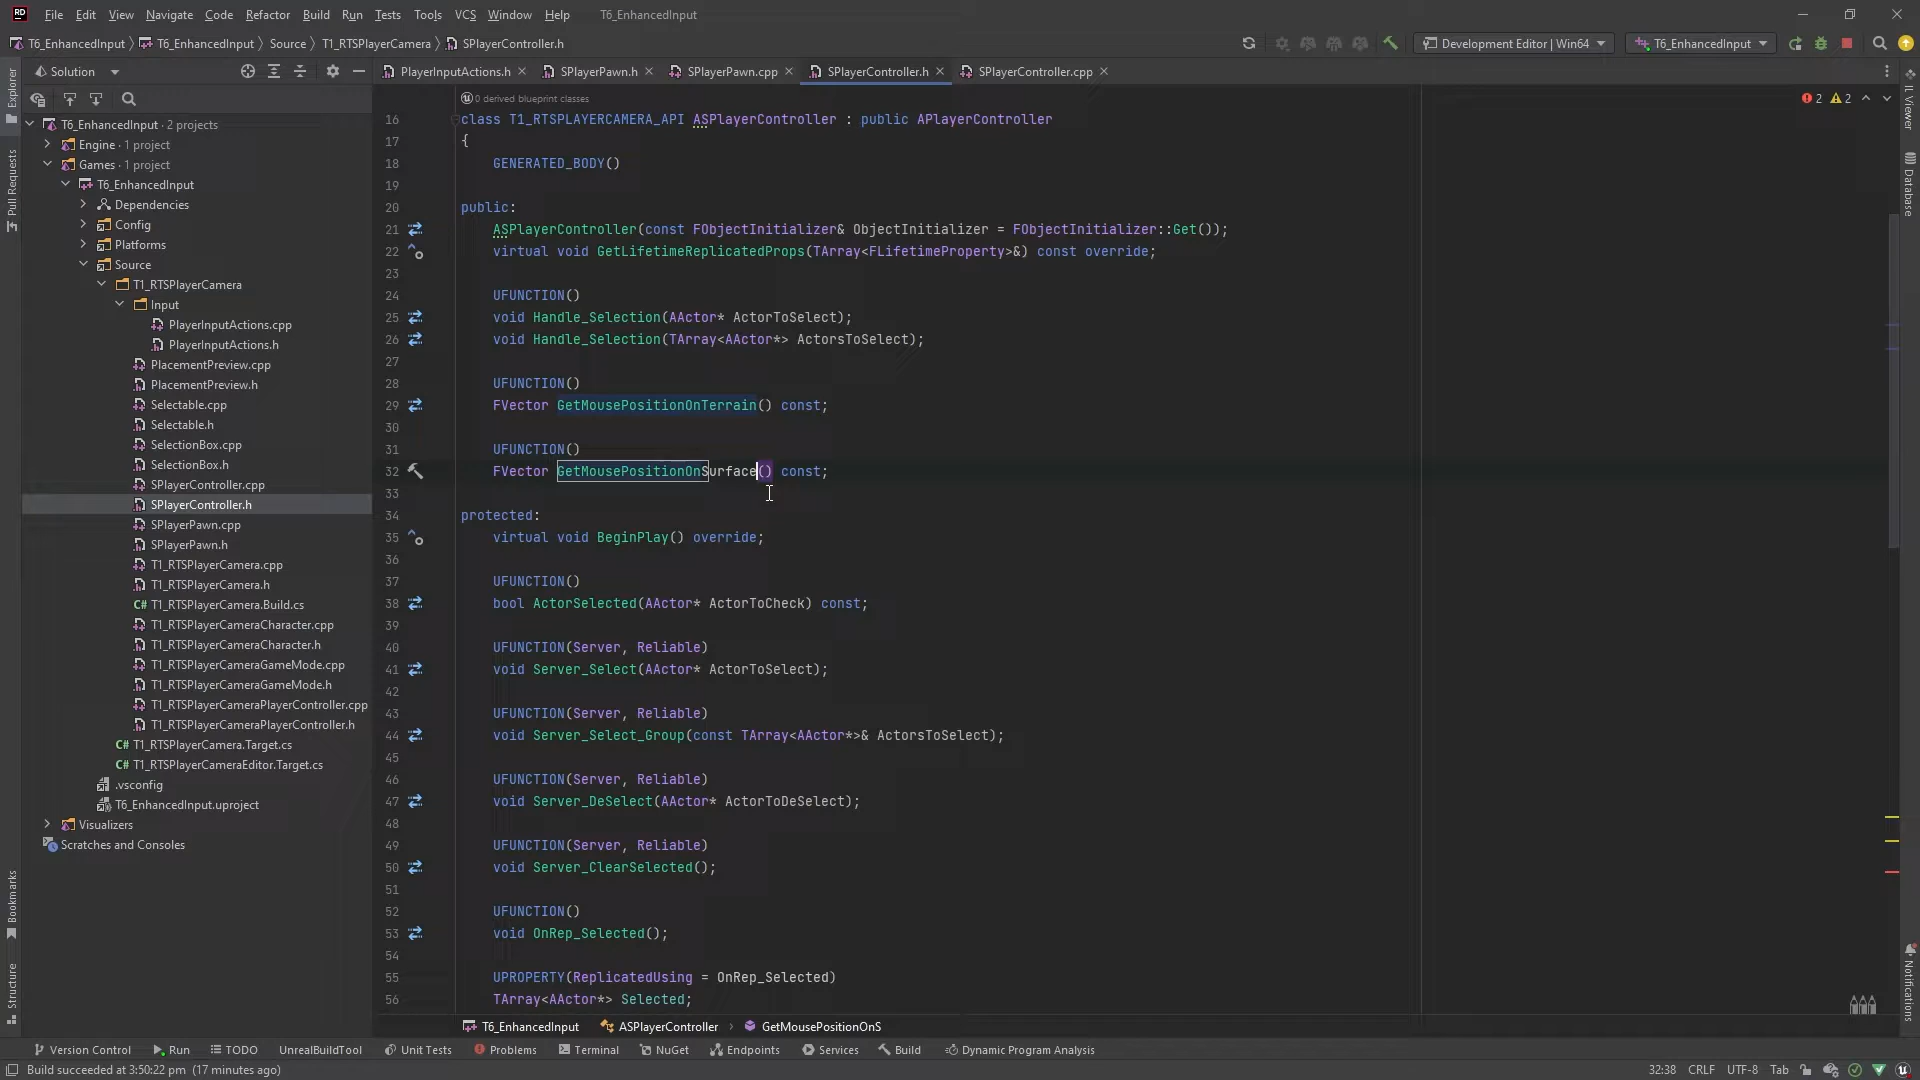 File Edit View Navigate Code Refactor Build Run Tests Tools VCS Window Help T6_EnhancedInput
T6_EnhancedInput T6_EnhancedInput Source T1_RTSPlayerCamera SPlayerController.h Development Editor | Win64 T6_EnhancedInput
Solution PlayerInputActions.h SPlayerPawn.h SPlayerPawn.cpp SPlayerController.h SPlayerController.cpp
Explorer
Pull Requests
Bookmarks
Structure
T6_EnhancedInput · 2 projects
Engine · 1 project
Games · 1 project
T6_EnhancedInput
Dependencies
Config
Platforms
Source
T1_RTSPlayerCamera
Input
PlayerInputActions.cpp
PlayerInputActions.h
PlacementPreview.cpp
PlacementPreview.h
Selectable.cpp
Selectable.h
SelectionBox.cpp
SelectionBox.h
SPlayerController.cpp
SPlayerController.h
SPlayerPawn.cpp
SPlayerPawn.h
T1_RTSPlayerCamera.cpp
T1_RTSPlayerCamera.h
C# T1_RTSPlayerCamera.Build.cs
T1_RTSPlayerCameraCharacter.cpp
T1_RTSPlayerCameraCharacter.h
T1_RTSPlayerCameraGameMode.cpp
T1_RTSPlayerCameraGameMode.h
T1_RTSPlayerCameraPlayerController.cpp
T1_RTSPlayerCameraPlayerController.h
C# T1_RTSPlayerCamera.Target.cs
C# T1_RTSPlayerCameraEditor.Target.cs
.vsconfig
T6_EnhancedInput.uproject
Visualizers
Scratches and Consoles
0 derived blueprint classes
2 2
16 class T1_RTSPLAYERCAMERA_API ASPlayerController : public APlayerController
17 {
18 GENERATED_BODY()
19
20 public:
21 ASPlayerController(const FObjectInitializer& ObjectInitializer = FObjectInitializer::Get());
22 virtual void GetLifetimeReplicatedProps(TArray<FLifetimeProperty>&) const override;
23
24 UFUNCTION()
25 void Handle_Selection(AActor* ActorToSelect);
26 void Handle_Selection(TArray<AActor*> ActorsToSelect);
27
28 UFUNCTION()
29 FVector GetMousePositionOnTerrain() const;
30
31 UFUNCTION()
32 FVector GetMousePositionOnSurface() const;
33
34 protected:
35 virtual void BeginPlay() override;
36
37 UFUNCTION()
38 bool ActorSelected(AActor* ActorToCheck) const;
39
40 UFUNCTION(Server, Reliable)
41 void Server_Select(AActor* ActorToSelect);
42
43 UFUNCTION(Server, Reliable)
44 void Server_Select_Group(const TArray<AActor*>& ActorsToSelect);
45
46 UFUNCTION(Server, Reliable)
47 void Server_DeSelect(AActor* ActorToDeSelect);
48
49 UFUNCTION(Server, Reliable)
50 void Server_ClearSelected();
51
52 UFUNCTION()
53 void OnRep_Selected();
54
55 UPROPERTY(ReplicatedUsing = OnRep_Selected)
56 TArray<AActor*> Selected;
IL Viewer
Database
Notifications
T6_EnhancedInput ASPlayerController GetMousePositionOnS
Version Control Run TODO UnrealBuildTool Unit Tests Problems Terminal NuGet Endpoints Services Build Dynamic Program Analysis
Build succeeded at 3:50:22 pm (17 minutes ago) 32:38 CRLF UTF-8 Tab